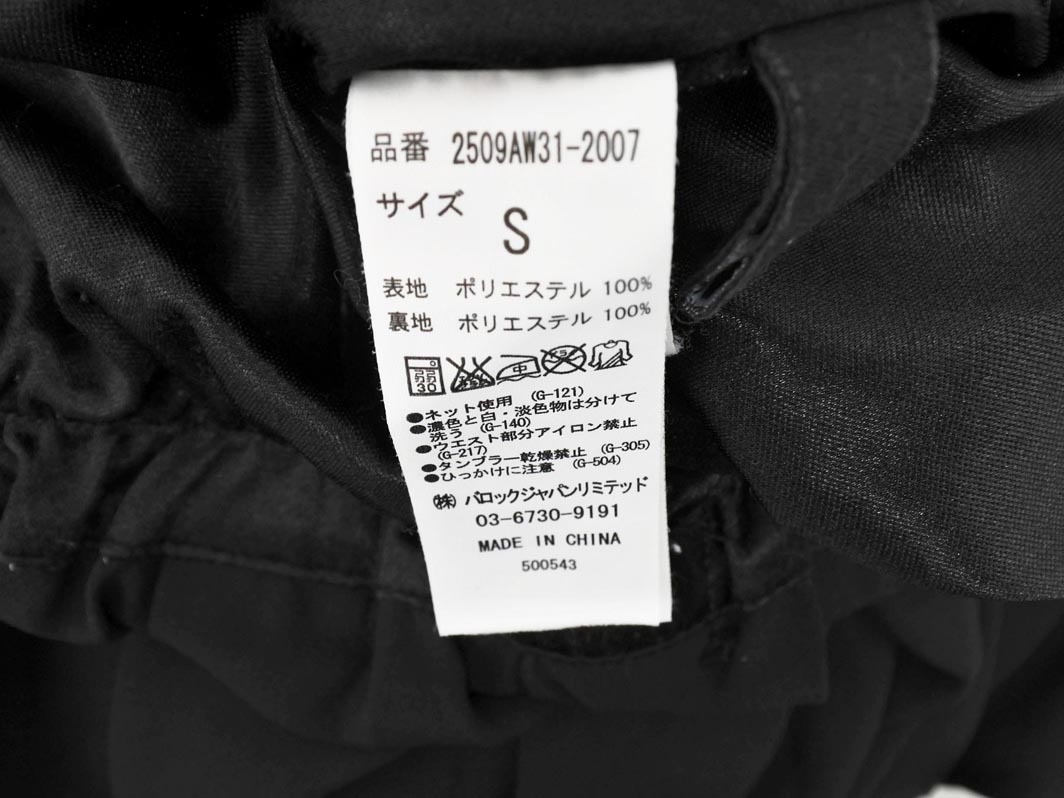 品番 2509AW31-2007
サイズ
S
表地 ポリエステル 100%
裏地 ポリエステル 100%
弱 30 中
●ネット使用 (G-121)
●濃色と白・淡色物は分けて
洗う (G-140)
●ウエスト部分アイロン禁止
(G-217)
●タンブラー乾燥禁止 (G-305)
●ひっかけに注意 (G-504)
㈱ バロックジャパンリミテッド
03-6730-9191
MADE IN CHINA
500543